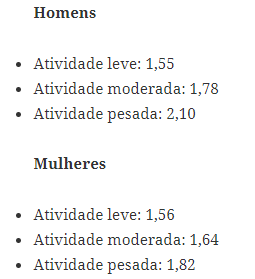 Homens
• Atividade leve: 1,55
• Atividade moderada: 1,78
• Atividade pesada: 2,10
Mulheres
• Atividade leve: 1,56
• Atividade moderada: 1,64
• Atividade pesada: 1,82